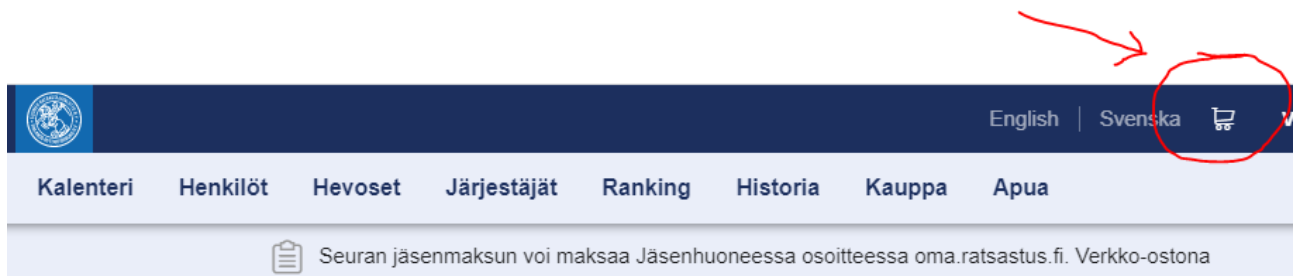 English | Svenska
Kalenteri Henkilöt Hevoset Järjestäjät Ranking Historia Kauppa Apua
Seuran jäsenmaksun voi maksaa Jäsenhuoneessa osoitteessa oma.ratsastus.fi. Verkko-ostona